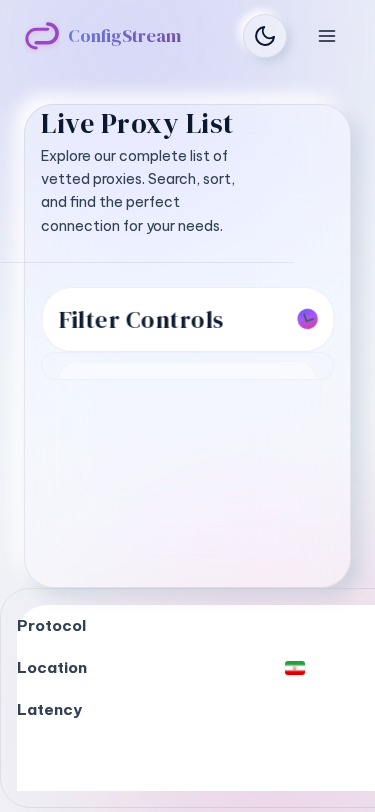 ConfigStream
Live Proxy List
Explore our complete list of
vetted proxies. Search, sort,
and find the perfect
connection for your needs.
Filter Controls
Protocol
Location
Latency